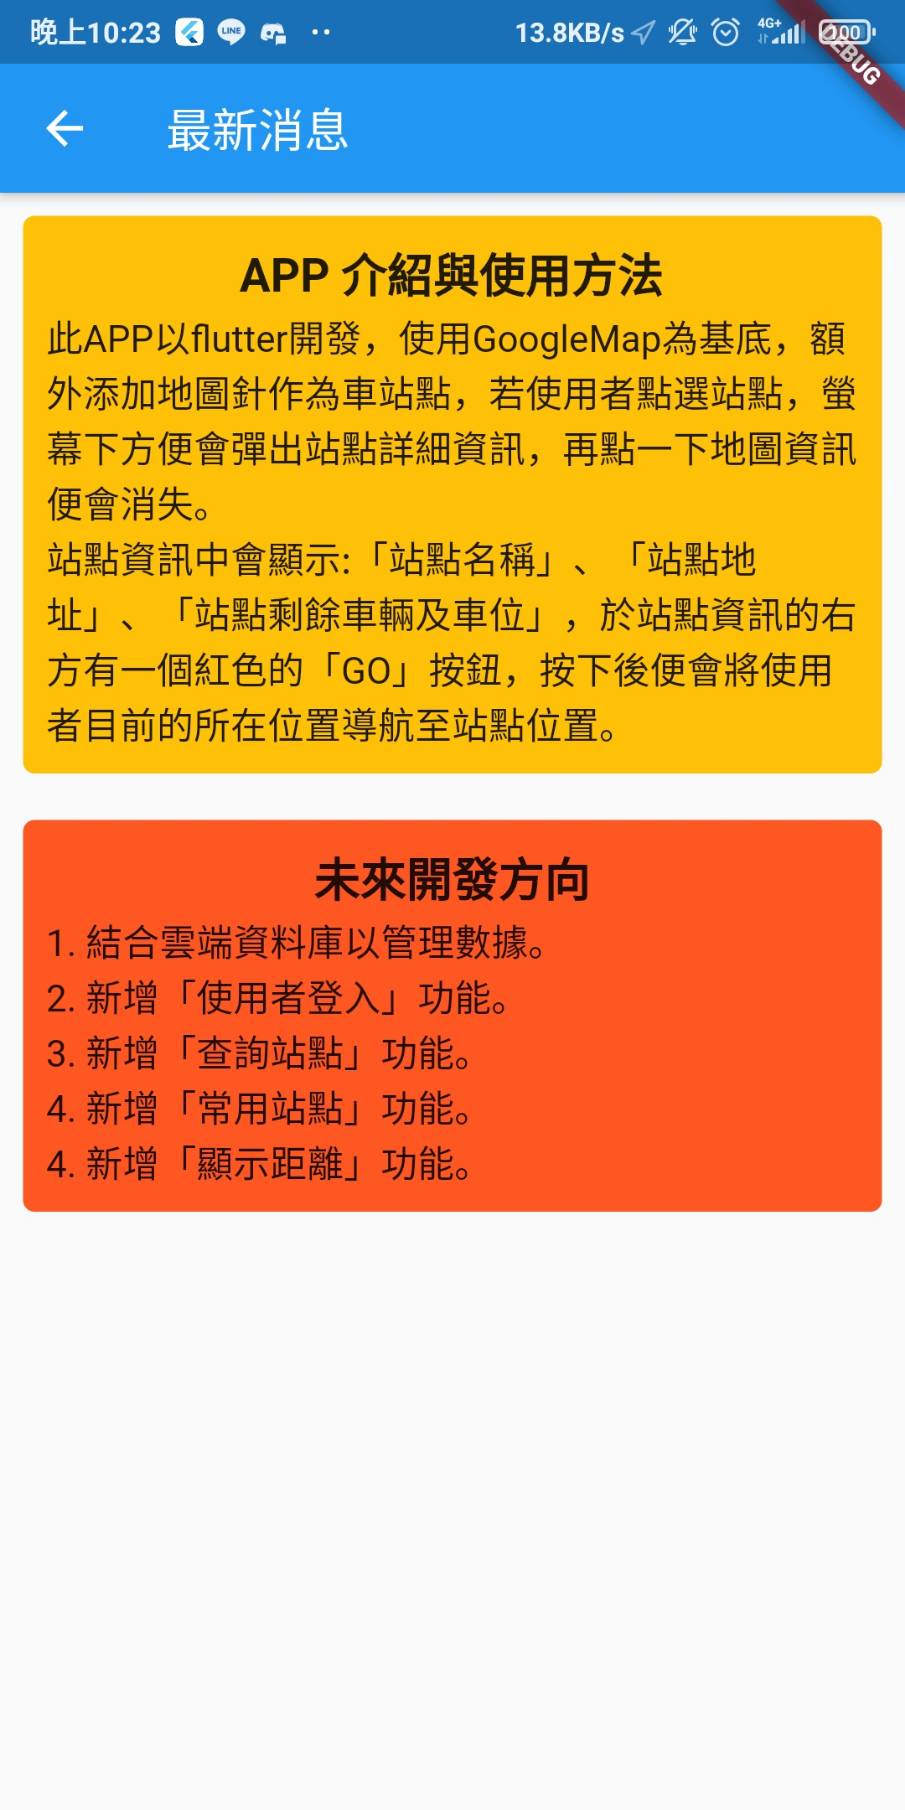 晚上10:23
LINE
13.8KB/s
4G+
100
DEBUG
最新消息
APP 介紹與使用方法
此APP以flutter開發，使用GoogleMap為基底，額
外添加地圖針作為車站點，若使用者點選站點，螢
幕下方便會彈出站點詳細資訊，再點一下地圖資訊
便會消失。
站點資訊中會顯示:「站點名稱」、「站點地
址」、「站點剩餘車輛及車位」，於站點資訊的右
方有一個紅色的「GO」按鈕，按下後便會將使用
者目前的所在位置導航至站點位置。
未來開發方向
1. 結合雲端資料庫以管理數據。
2. 新增「使用者登入」功能。
3. 新增「查詢站點」功能。
4. 新增「常用站點」功能。
4. 新增「顯示距離」功能。